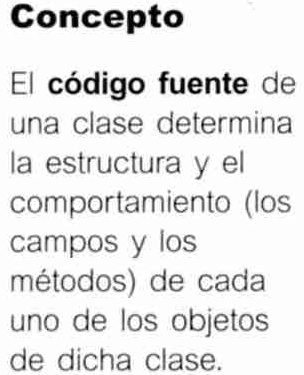 Concepto
El código fuente de
una clase determina
la estructura y el
comportamiento (los
campos y los
métodos) de cada
uno de los objetos
de dicha clase.